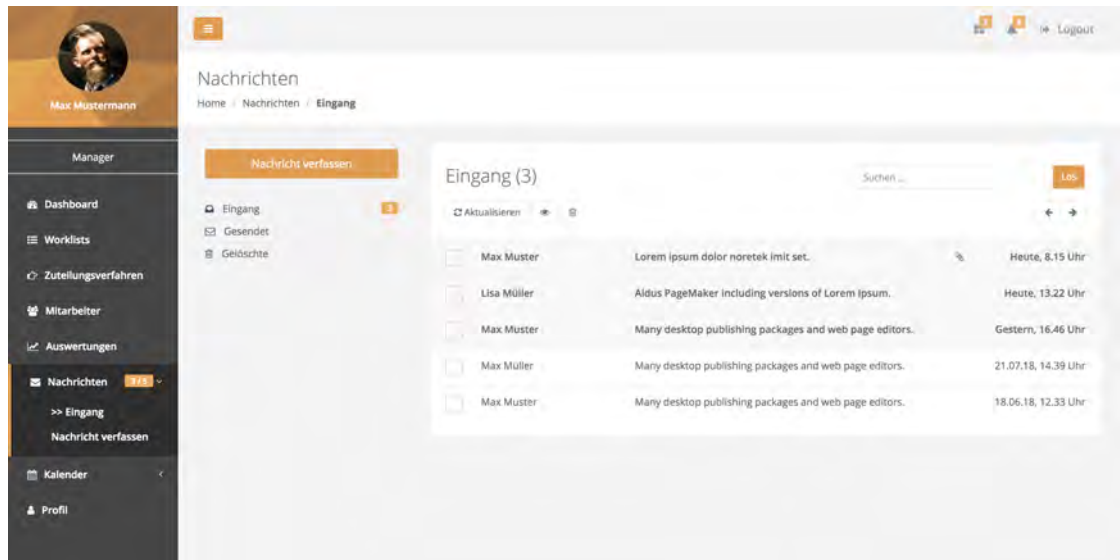 Max Mustermann
Manager
Dashboard
Worklists
Zuteilungsverfahren
Mitarbeiter
Auswertungen
Nachrichten
>> Eingang
Nachricht verfassen
Kalender
Profil
Logout
Nachrichten
Home / Nachrichten / Eingang
Nachricht verfassen
Eingang 3
Gesendet
Gelöschte
Eingang (3)
Suchen ... Los
Aktualisieren
Max Muster Lorem ipsum dolor noretek imit set. Heute, 8.15 Uhr
Lisa Müller Aldus PageMaker including versions of Lorem Ipsum. Heute, 13.22 Uhr
Max Muster Many desktop publishing packages and web page editors. Gestern, 16.46 Uhr
Max Müller Many desktop publishing packages and web page editors. 21.07.18, 14.39 Uhr
Max Muster Many desktop publishing packages and web page editors. 18.06.18, 12.33 Uhr